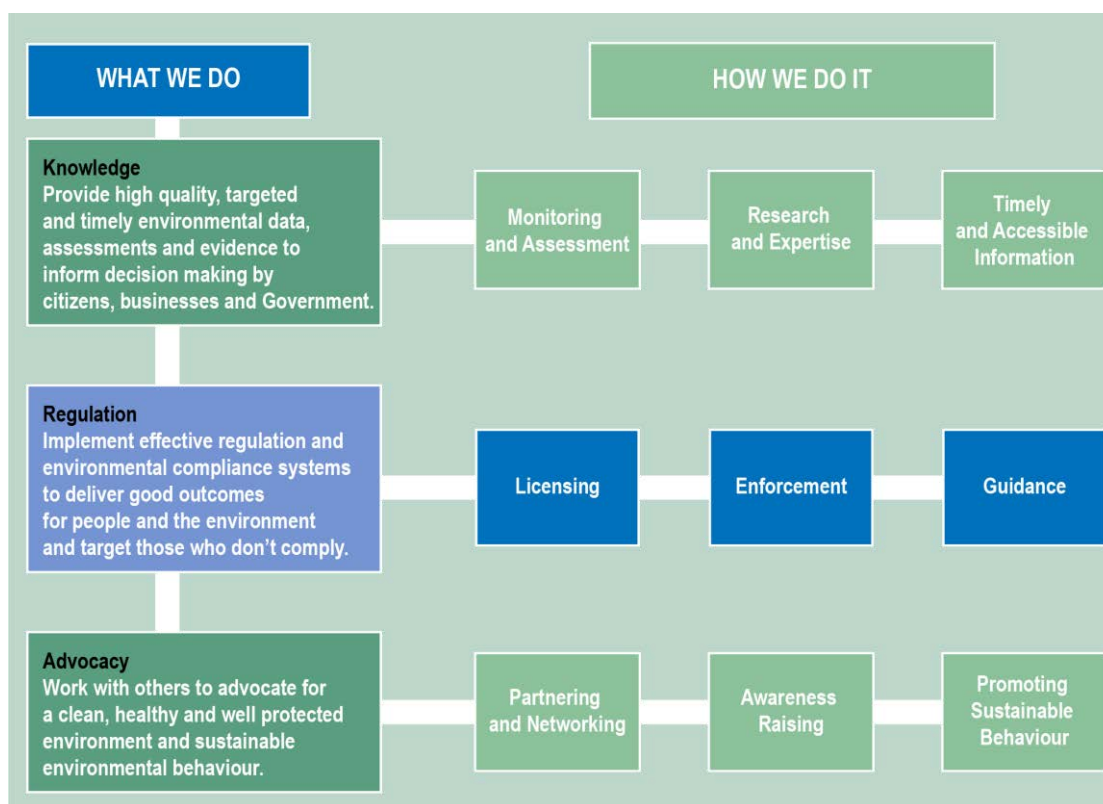 WHAT WE DO
HOW WE DO IT
Knowledge
Provide high quality, targeted
and timely environmental data,
assessments and evidence to
inform decision making by
citizens, businesses and Government.
Monitoring
and Assessment
Research
and Expertise
Timely
and Accessible
Information
Regulation
Implement effective regulation and
environmental compliance systems
to deliver good outcomes
for people and the environment
and target those who don’t comply.
Licensing
Enforcement
Guidance
Advocacy
Work with others to advocate for
a clean, healthy and well protected
environment and sustainable
environmental behaviour.
Partnering
and Networking
Awareness
Raising
Promoting
Sustainable
Behaviour